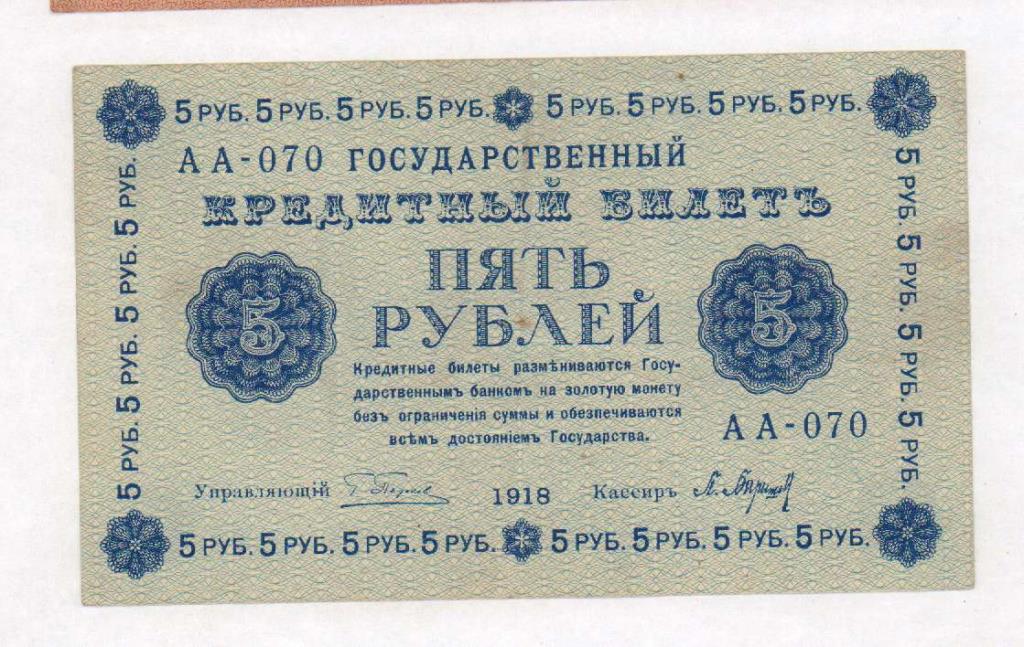 5 РУБ. 5 РУБ. 5 РУБ. 5 РУБ. 5 РУБ. 5 РУБ. 5 РУБ. 5 РУБ.
АА-070 ГОСУДАРСТВЕННЫЙ
КРЕДИТНЫЙ БИЛЕТЪ
5 РУБ. 5 РУБ. 5 РУБ. 5 РУБ.
5
ПЯТЬ
РУБЛЕЙ
5
5 РУБ. 5 РУБ. 5 РУБ. 5 РУБ.
Кредитные билеты размѣниваются Госу-
дарственнымъ банкомъ на золотую монету
безъ ограниченія суммы и обезпечиваются
всѣмъ достояніемъ Государства.
АА-070
Управляющій
1918
Кассиръ
5 РУБ. 5 РУБ. 5 РУБ. 5 РУБ. 5 РУБ. 5 РУБ. 5 РУБ. 5 РУБ.